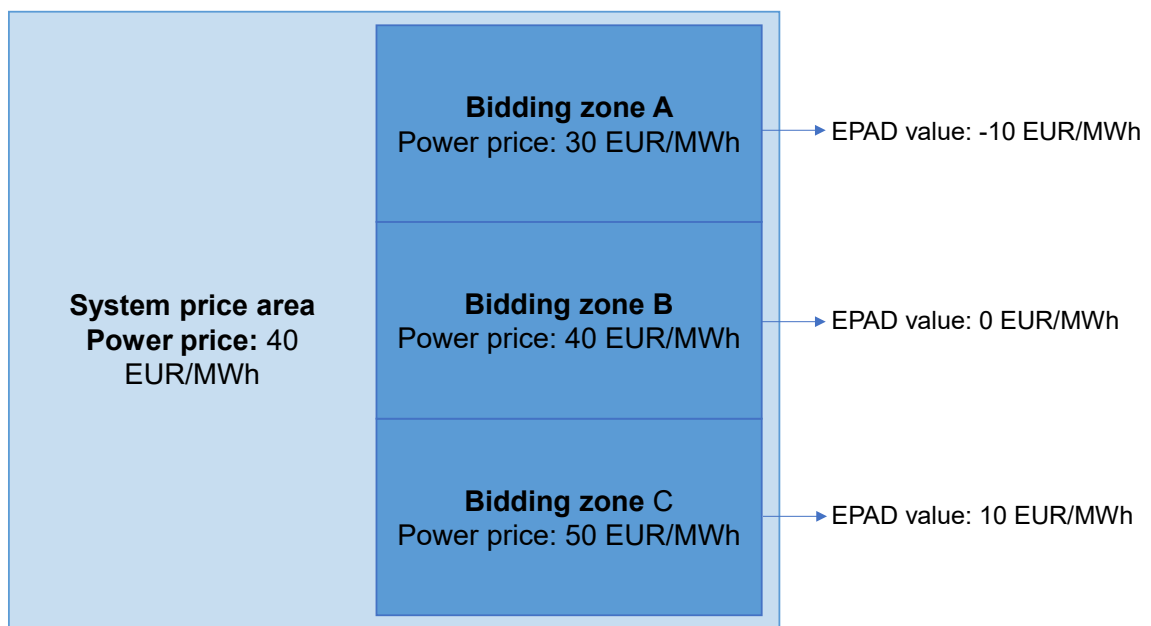 System price area
Power price: 40
EUR/MWh
Bidding zone A
Power price: 30 EUR/MWh
EPAD value: -10 EUR/MWh
Bidding zone B
Power price: 40 EUR/MWh
EPAD value: 0 EUR/MWh
Bidding zone C
Power price: 50 EUR/MWh
EPAD value: 10 EUR/MWh